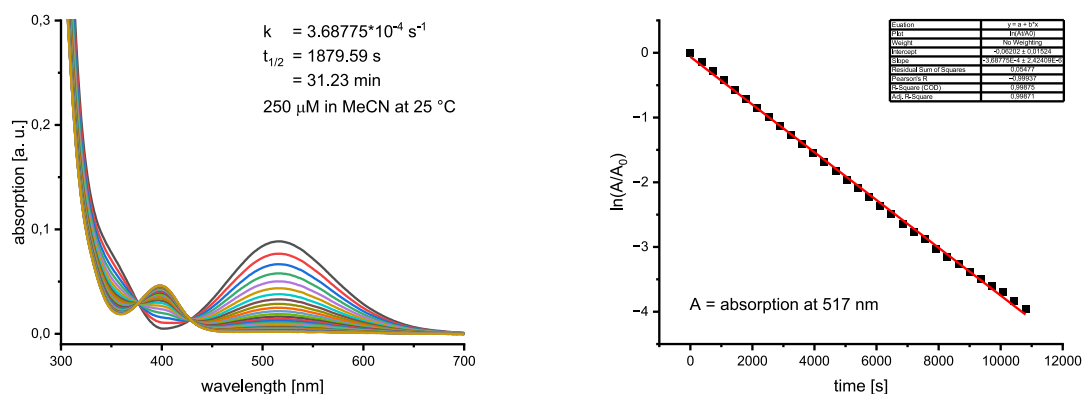 0,3
0,2
0,1
0,0
300
400
500
600
700
absorption [a. u.]
wavelength [nm]
k = 3.68775*10⁻⁴ s⁻¹
t₁/₂ = 1879.59 s
= 31.23 min
250 μM in MeCN at 25 °C
0
−1
−2
−3
−4
0
2000
4000
6000
8000
10000
12000
ln(A/A₀)
time [s]
A = absorption at 517 nm
Euation y = a + b*x
Plot ln(At/A0)
Weight No Weighting
Intercept -0,06202 ± 0,01524
Slope -3,68775E-4 ± 2,42409E-6
Residual Sum of Squares 0,05477
Pearson's R −0,99937
R-Square (COD) 0,99875
Adj. R-Square 0,99871